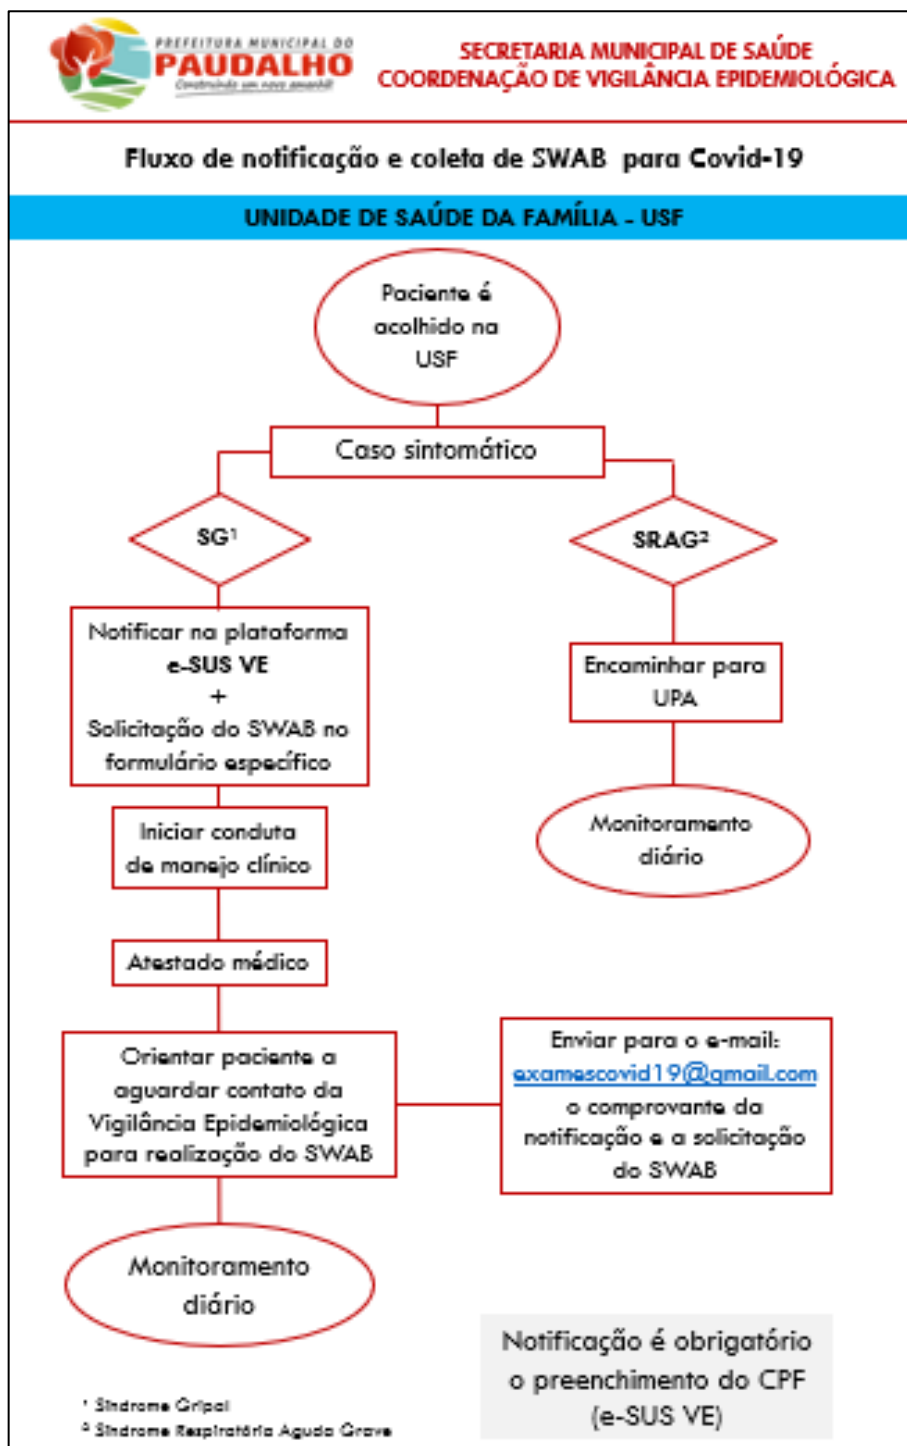 PREFEITURA MUNICIPAL DO
PAUDALHO
Construindo um novo amanhã!
SECRETARIA MUNICIPAL DE SAÚDE
COORDENAÇÃO DE VIGILÂNCIA EPIDEMIOLÓGICA
Fluxo de notificação e coleta de SWAB para Covid-19
UNIDADE DE SAÚDE DA FAMÍLIA - USF
Paciente é
acolhido na
USF
Caso sintomático
SG¹
SRAG²
Notificar na plataforma
e-SUS VE
+
Solicitação do SWAB no
formulário específico
Encaminhar para
UPA
Iniciar conduta
de manejo clínico
Monitoramento
diário
Atestado médico
Orientar paciente a
aguardar contato da
Vigilância Epidemiológica
para realização do SWAB
Enviar para o e-mail:
examescovid19@gmail.com
o comprovante da
notificação e a solicitação
do SWAB
Monitoramento
diário
Notificação é obrigatório
o preenchimento do CPF
(e-SUS VE)
¹ Síndrome Gripal
² Síndrome Respiratória Aguda Grave